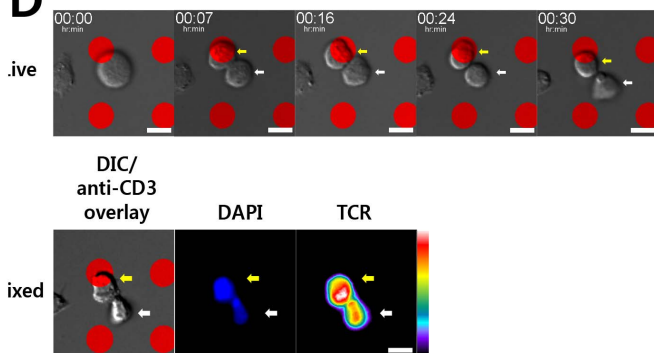 D
00:00
hr:min
00:07
hr:min
00:16
hr:min
00:24
hr:min
00:30
hr:min
ive
DIC/
anti-CD3
overlay
DAPI
TCR
ixed